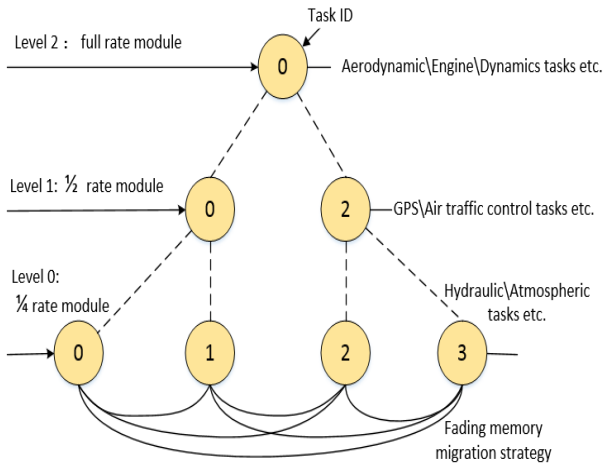 Task ID
Level 2： full rate module
0
Aerodynamic\Engine\Dynamics tasks etc.
Level 1: ½ rate module
0
2
GPS\Air traffic control tasks etc.
Level 0:
¼ rate module
Hydraulic\Atmospheric
tasks etc.
0
1
2
3
Fading memory
migration strategy